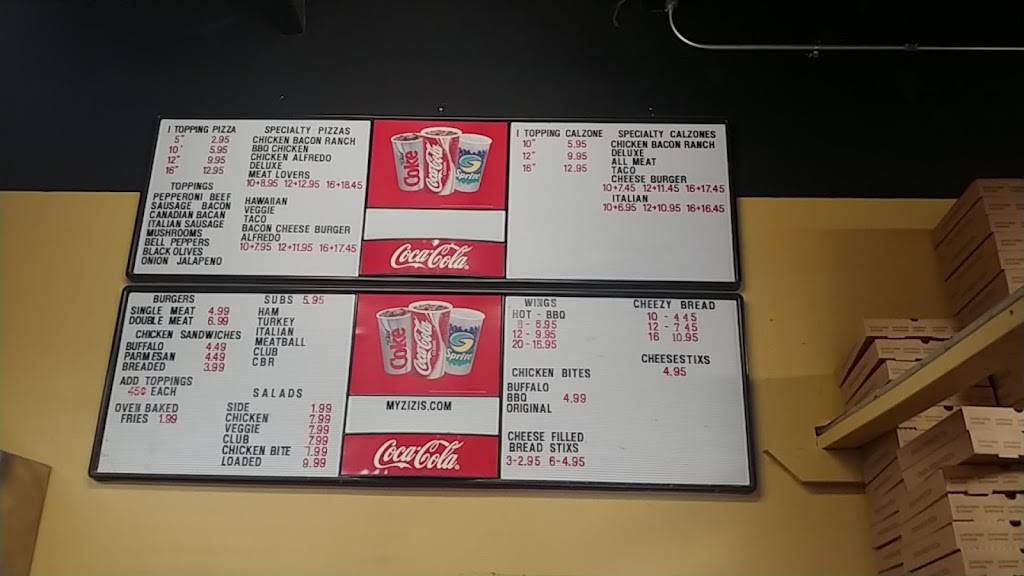 1 TOPPING PIZZA
5" 2.95
10" 5.95
12" 9.95
16" 12.95
TOPPINGS
PEPPERONI BEEF
SAUSAGE BACON
CANADIAN BACAN
ITALIAN SAUSAGE
MUSHROOMS
BELL PEPPERS
BLACK OLIVES
ONION JALAPENO
SPECIALTY PIZZAS
CHICKEN BACON RANCH
BBQ CHICKEN
CHICKEN ALFREDO
DELUXE
MEAT LOVERS
10+8.95 12+12.95 16+18.45
HAWAIIAN
VEGGIE
TACO
BACON CHEESE BURGER
ALFREDO
10+7.95 12+11.95 16+17.45
Coke
Coca-Cola
Sprite
Coca-Cola
1 TOPPING CALZONE
10" 5.95
12" 9.95
16" 12.95
SPECIALTY CALZONES
CHICKEN BACON RANCH
DELUXE
ALL MEAT
TACO
CHEESE BURGER
10+7.45 12+11.45 16+17.45
ITALIAN
10+6.95 12+10.95 16+16.45
BURGERS
SINGLE MEAT 4.99
DOUBLE MEAT 6.99
CHICKEN SANDWICHES
BUFFALO 4.49
PARMESAN 4.49
BREADED 3.99
ADD TOPPINGS
45¢ EACH
OVEN BAKED
FRIES 1.99
SUBS 5.95
HAM
TURKEY
ITALIAN
MEATBALL
CLUB
CBR
SALADS
SIDE 1.99
CHICKEN 7.99
VEGGIE 7.99
CLUB 7.99
CHICKEN BITE 7.99
LOADED 9.99
Coke
Coca-Cola
Sprite
MYZIZIS.COM
Coca-Cola
WINGS
HOT - BBQ
8 - 6.95
12 - 9.95
20 - 15.95
CHICKEN BITES
BUFFALO
BBQ 4.99
ORIGINAL
CHEESE FILLED
BREAD STIXS
3-2.95 6-4.95
CHEEZY BREAD
10 - 4.45
12 - 7.45
16 10.95
CHEESESTIXS
4.95